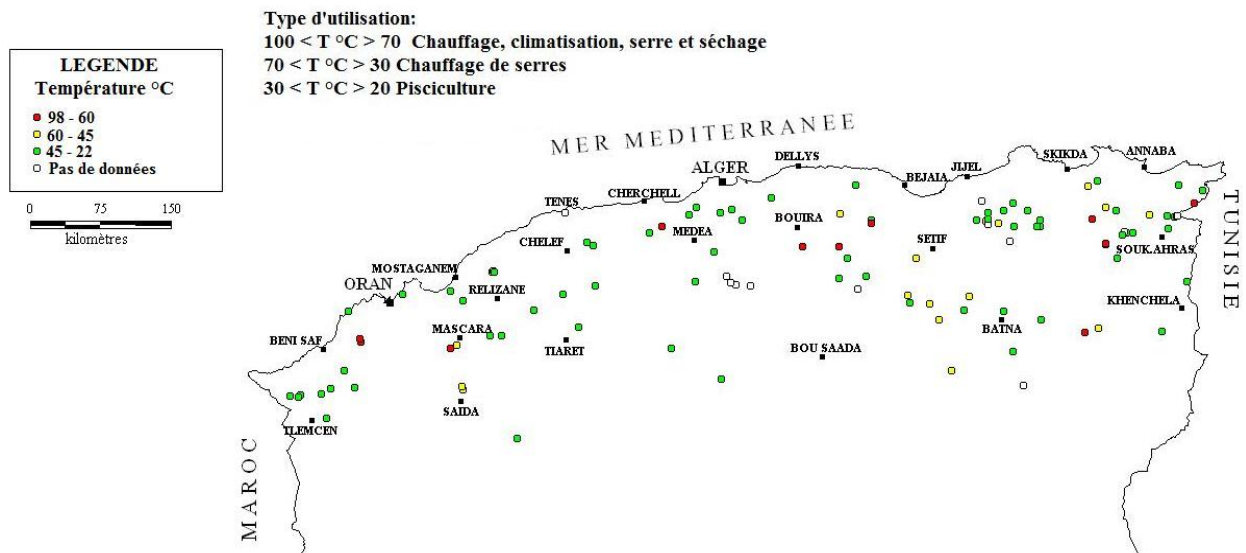 Type d'utilisation:
100 < T °C > 70 Chauffage, climatisation, serre et séchage
70 < T °C > 30 Chauffage de serres
30 < T °C > 20 Pisciculture
LEGENDE
Température °C
98 - 60
60 - 45
45 - 22
Pas de données
0 75 150
kilomètres
MER MEDITERRANEE
ALGER
DELLYS
BEJAIA
JIJEL
SKIKDA
ANNABA
TENES
CHERCHELL
BOUIRA
MEDEA
CHELEF
SETIF
SOUK.AHRAS
TUNISIE
MOSTAGANEM
ORAN
RELIZANE
KHENCHELA
BENI SAF
MASCARA
TIARET
BATNA
BOU SAADA
SAIDA
TLEMCEN
MAROC